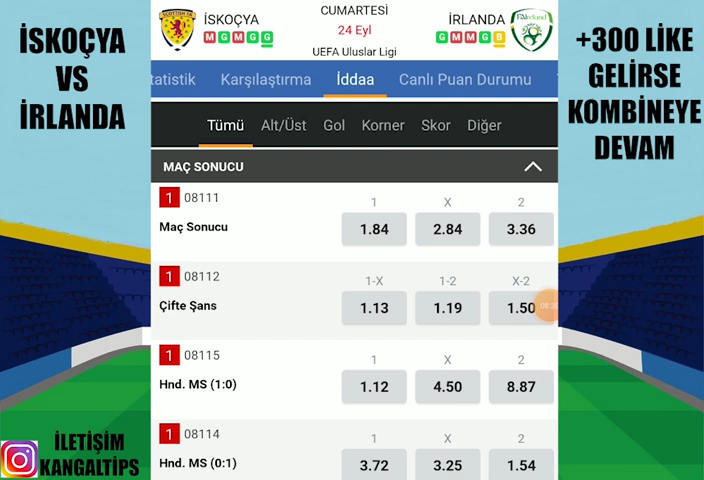 İSKOÇYA
VS
İRLANDA
İSKOÇYA
M G M G G
CUMARTESİ
24 Eyl
UEFA Uluslar Ligi
İRLANDA
G M M G B
+300 LİKE
GELİRSE
KOMBİNEYE
DEVAM
tatistik Karşılaştırma İddaa Canlı Puan Durumu
Tümü Alt/Üst Gol Korner Skor Diğer
MAÇ SONUCU
1 08111 1 X 2
Maç Sonucu 1.84 2.84 3.36
1 08112 1-X 1-2 X-2
Çifte Şans 1.13 1.19 1.50
1 08115 1 X 2
Hnd. MS (1:0) 1.12 4.50 8.87
1 08114 1 X 2
Hnd. MS (0:1) 3.72 3.25 1.54
İLETİŞİM
KANGALTİPS